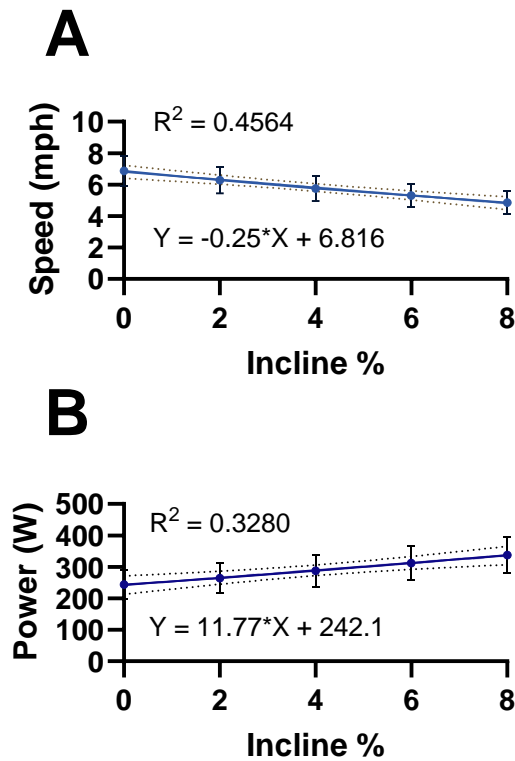 A
R² = 0.4564
Y = -0.25*X + 6.816
Speed (mph)
10
8
6
4
2
0
0 2 4 6 8
Incline %
B
R² = 0.3280
Y = 11.77*X + 242.1
Power (W)
500
400
300
200
100
0
0 2 4 6 8
Incline %